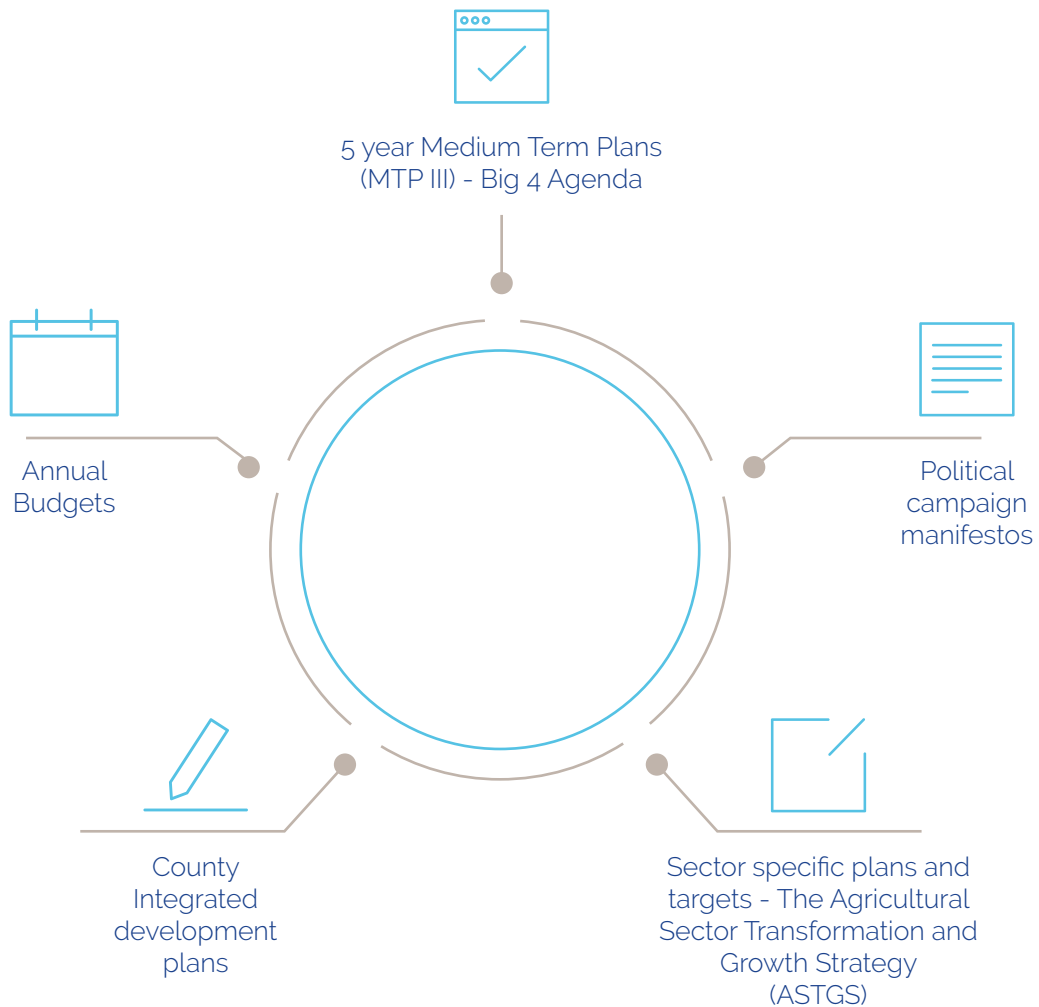 5 year Medium Term Plans
(MTP III) - Big 4 Agenda
Annual
Budgets
Political
campaign
manifestos
County
Integrated
development
plans
Sector specific plans and
targets - The Agricultural
Sector Transformation and
Growth Strategy
(ASTGS)